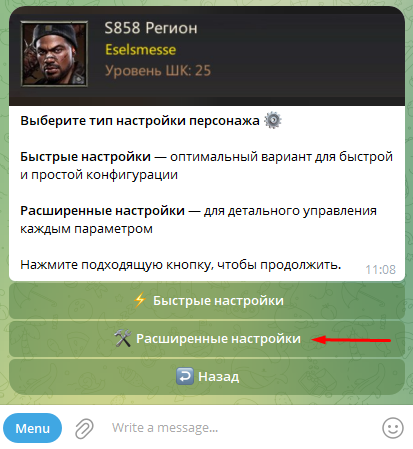 S858 Регион
Eselsmesse
Уровень ШК: 25
Выберите тип настройки персонажа ⚙️
Быстрые настройки — оптимальный вариант для быстрой
и простой конфигурации
Расширенные настройки — для детального управления
каждым параметром
Нажмите подходящую кнопку, чтобы продолжить.
11:08
⚡ Быстрые настройки
🛠️ Расширенные настройки
↩️ Назад
Menu
Write a message...